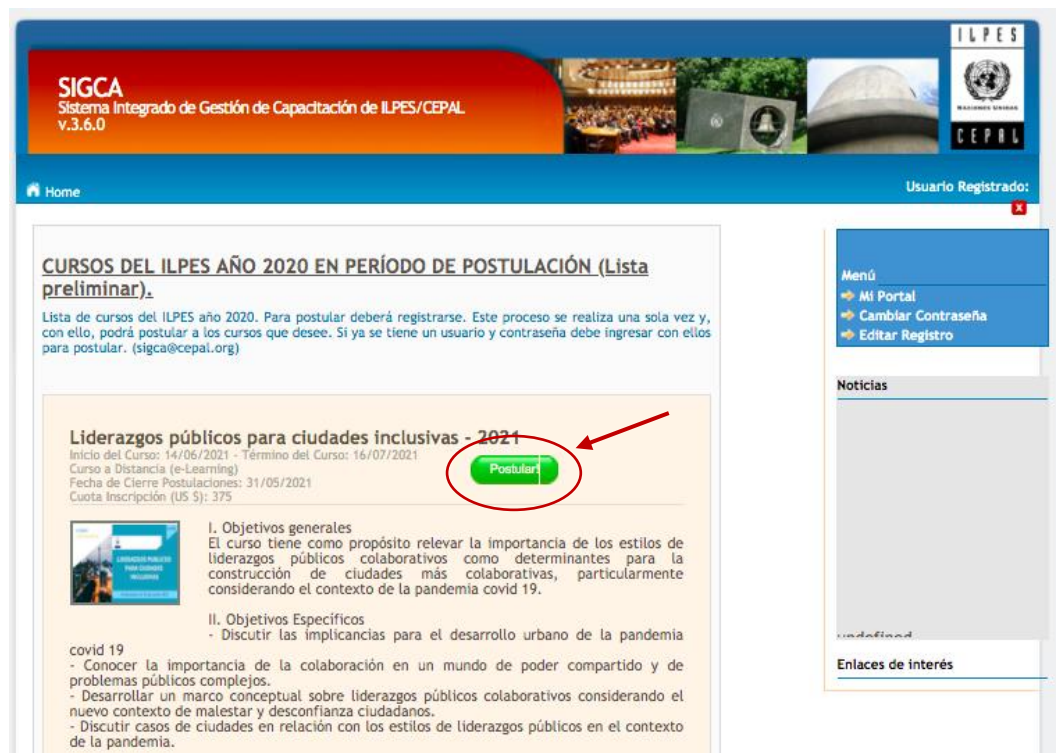 ILPES
NACIONES UNIDAS
CEPAL
SIGCA
Sistema Integrado de Gestión de Capacitación de ILPES/CEPAL
v.3.6.0
Home
Usuario Registrado:
x
CURSOS DEL ILPES AÑO 2020 EN PERÍODO DE POSTULACIÓN (Lista
preliminar).
Lista de cursos del ILPES año 2020. Para postular deberá registrarse. Este proceso se realiza una sola vez y,
con ello, podrá postular a los cursos que desee. Si ya se tiene un usuario y contraseña debe ingresar con ellos
para postular. (sigca@cepal.org)
Liderazgos públicos para ciudades inclusivas - 2021
Inicio del Curso: 14/06/2021 - Término del Curso: 16/07/2021
Curso a Distancia (e-Learning)
Fecha de Cierre Postulaciones: 31/05/2021
Cuota Inscripción (US $): 375
Postular!
LIDERAZGOS PÚBLICOS
PARA CIUDADES
INCLUSIVAS
I. Objetivos generales
El curso tiene como propósito relevar la importancia de los estilos de
liderazgos públicos colaborativos como determinantes para la
construcción de ciudades más colaborativas, particularmente
considerando el contexto de la pandemia covid 19.
II. Objetivos Específicos
- Discutir las implicancias para el desarrollo urbano de la pandemia
covid 19
- Conocer la importancia de la colaboración en un mundo de poder compartido y de
problemas públicos complejos.
- Desarrollar un marco conceptual sobre liderazgos públicos colaborativos considerando el
nuevo contexto de malestar y desconfianza ciudadanos.
- Discutir casos de ciudades en relación con los estilos de liderazgos públicos en el contexto
de la pandemia.
Menú
Mi Portal
Cambiar Contraseña
Editar Registro
Noticias
undefined
Enlaces de interés